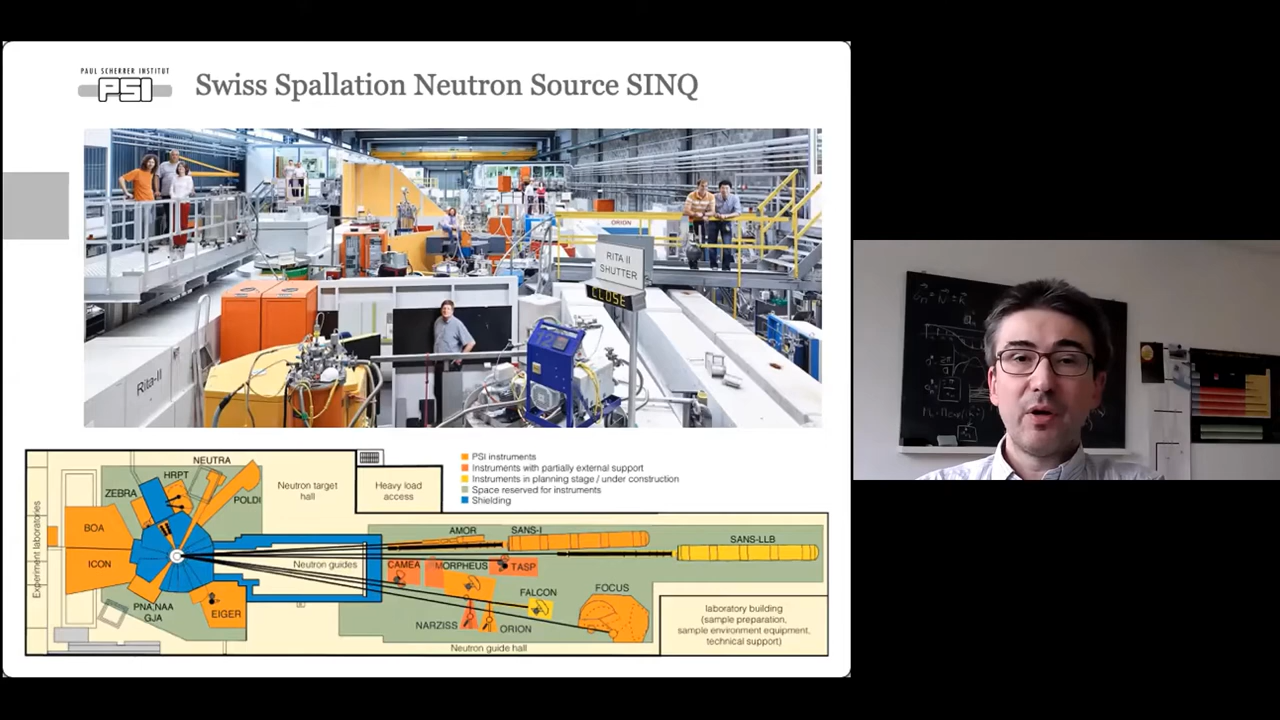 PAUL SCHERRER INSTITUT
PSI
Swiss Spallation Neutron Source SINQ
ORION
RITA II
SHUTTER
CLOSE
Rita-II
PSI instruments
Instruments with partially external support
Instruments in planning stage / under construction
Space reserved for instruments
Shielding
NEUTRA
HRPT
ZEBRA
POLDI
Neutron target
hall
Heavy load
access
BOA
ICON
Experiment laboratories
PNA,NAA
GJA
EIGER
Neutron guides
AMOR
SANS-I
SANS-LLB
CAMEA
MORPHEUS
TASP
FALCON
FOCUS
NARZISS
ORION
Neutron guide hall
laboratory building
(sample preparation,
sample environment equipment,
technical support)